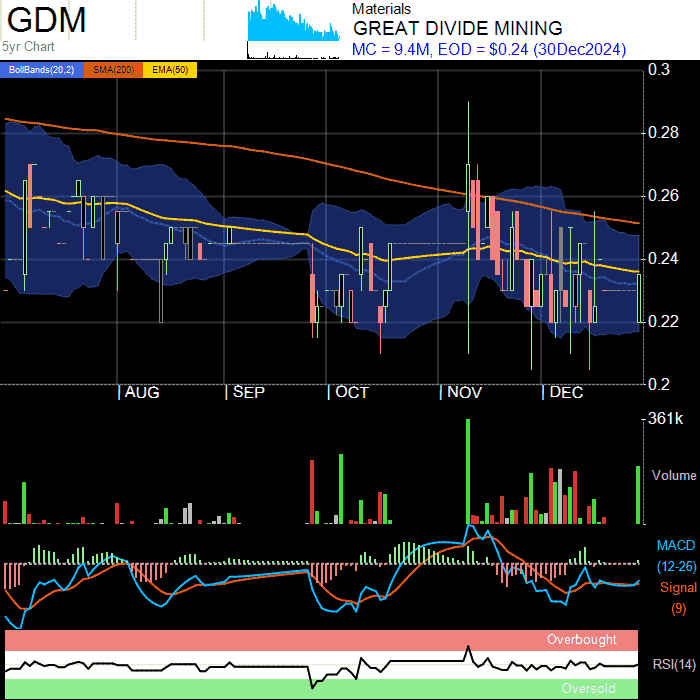 GDM
5yr Chart
Materials
GREAT DIVIDE MINING
MC = 9.4M, EOD = $0.24 (30Dec2024)
BollBands(20,2) SMA(200) EMA(50)
0.3
0.28
0.26
0.24
0.22
0.2
AUG SEP OCT NOV DEC
361k
Volume
MACD
(12-26)
Signal
(9)
Overbought
RSI(14)
Oversold